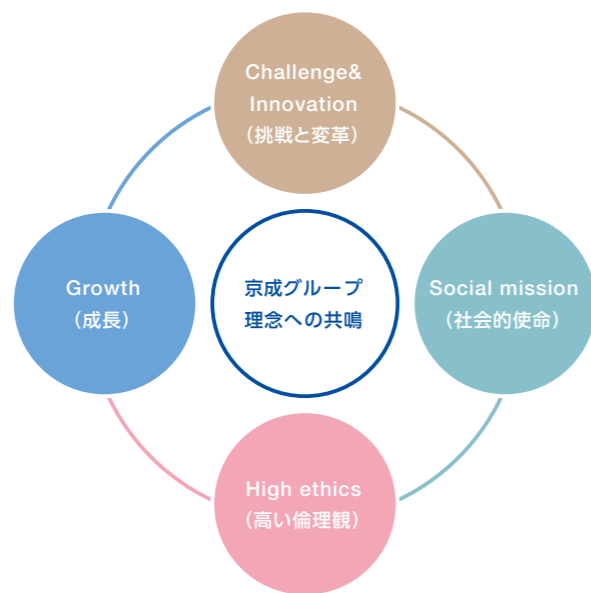 Challenge&
Innovation
（挑戦と変革）
Growth
（成長）
京成グループ
理念への共鳴
Social mission
（社会的使命）
High ethics
（高い倫理観）